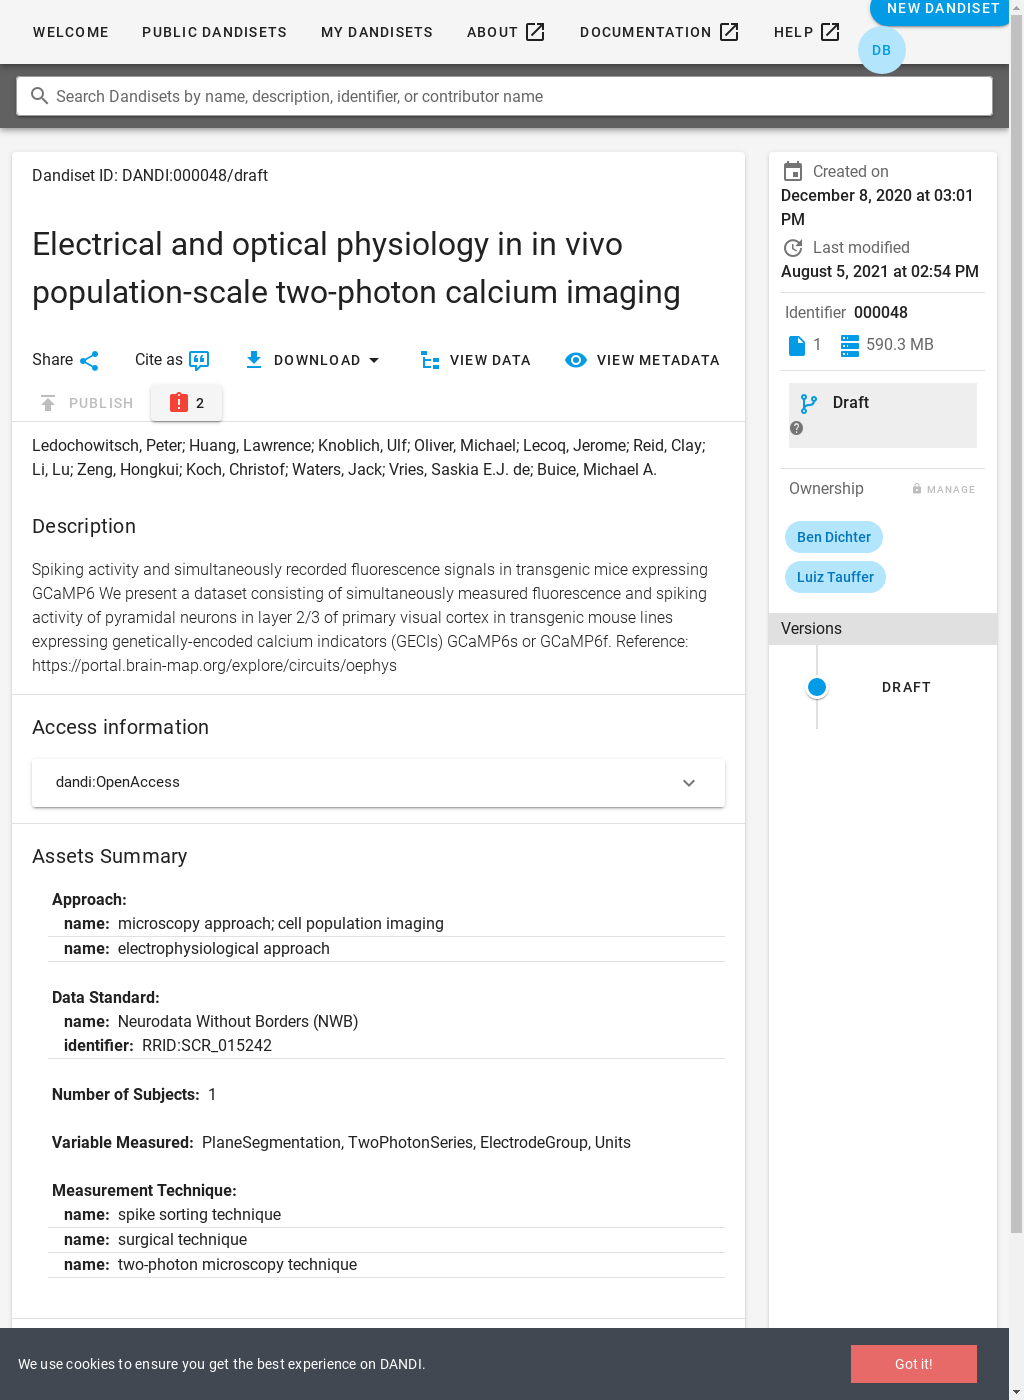 NEW DANDISET
WELCOME PUBLIC DANDISETS MY DANDISETS ABOUT DOCUMENTATION HELP
DB
Search Dandisets by name, description, identifier, or contributor name
Dandiset ID: DANDI:000048/draft
Electrical and optical physiology in in vivo
population-scale two-photon calcium imaging
Share Cite as DOWNLOAD VIEW DATA VIEW METADATA
PUBLISH 2
Ledochowitsch, Peter; Huang, Lawrence; Knoblich, Ulf; Oliver, Michael; Lecoq, Jerome; Reid, Clay;
Li, Lu; Zeng, Hongkui; Koch, Christof; Waters, Jack; Vries, Saskia E.J. de; Buice, Michael A.
Description
Spiking activity and simultaneously recorded fluorescence signals in transgenic mice expressing
GCaMP6 We present a dataset consisting of simultaneously measured fluorescence and spiking
activity of pyramidal neurons in layer 2/3 of primary visual cortex in transgenic mouse lines
expressing genetically-encoded calcium indicators (GECIs) GCaMP6s or GCaMP6f. Reference:
https://portal.brain-map.org/explore/circuits/oephys
Access information
dandi:OpenAccess
Assets Summary
Approach:
name: microscopy approach; cell population imaging
name: electrophysiological approach
Data Standard:
name: Neurodata Without Borders (NWB)
identifier: RRID:SCR_015242
Number of Subjects: 1
Variable Measured: PlaneSegmentation, TwoPhotonSeries, ElectrodeGroup, Units
Measurement Technique:
name: spike sorting technique
name: surgical technique
name: two-photon microscopy technique
Created on
December 8, 2020 at 03:01
PM
Last modified
August 5, 2021 at 02:54 PM
Identifier 000048
1 590.3 MB
Draft
Ownership MANAGE
Ben Dichter
Luiz Tauffer
Versions
DRAFT
We use cookies to ensure you get the best experience on DANDI.
Got it!